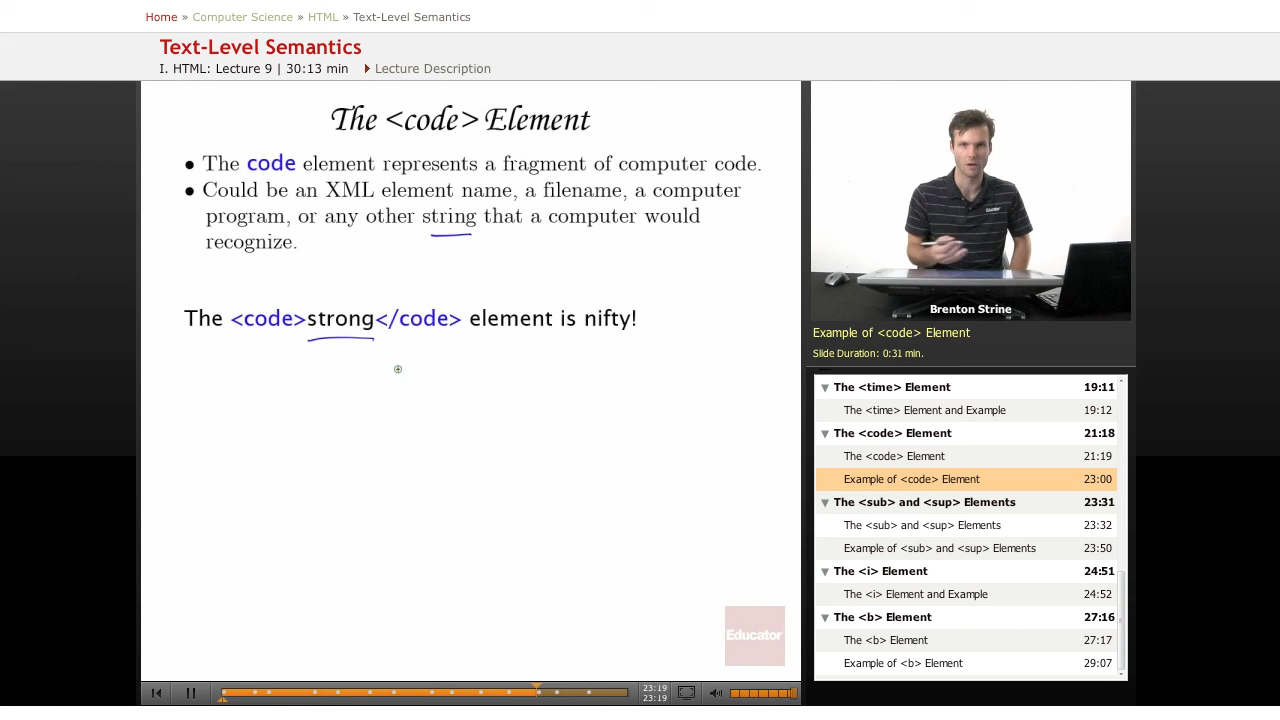 Home » Computer Science » HTML » Text-Level Semantics
Text-Level Semantics
I. HTML: Lecture 9 | 30:13 min Lecture Description
The <code> Element
• The code element represents a fragment of computer code.
• Could be an XML element name, a filename, a computer
program, or any other string that a computer would
recognize.
The <code>strong</code> element is nifty!
Educator
Brenton Strine
Example of <code> Element
Slide Duration: 0:31 min.
The <time> Element 19:11
The <time> Element and Example 19:12
The <code> Element 21:18
The <code> Element 21:19
Example of <code> Element 23:00
The <sub> and <sup> Elements 23:31
The <sub> and <sup> Elements 23:32
Example of <sub> and <sup> Elements 23:50
The <i> Element 24:51
The <i> Element and Example 24:52
The <b> Element 27:16
The <b> Element 27:17
Example of <b> Element 29:07
23:19
23:19